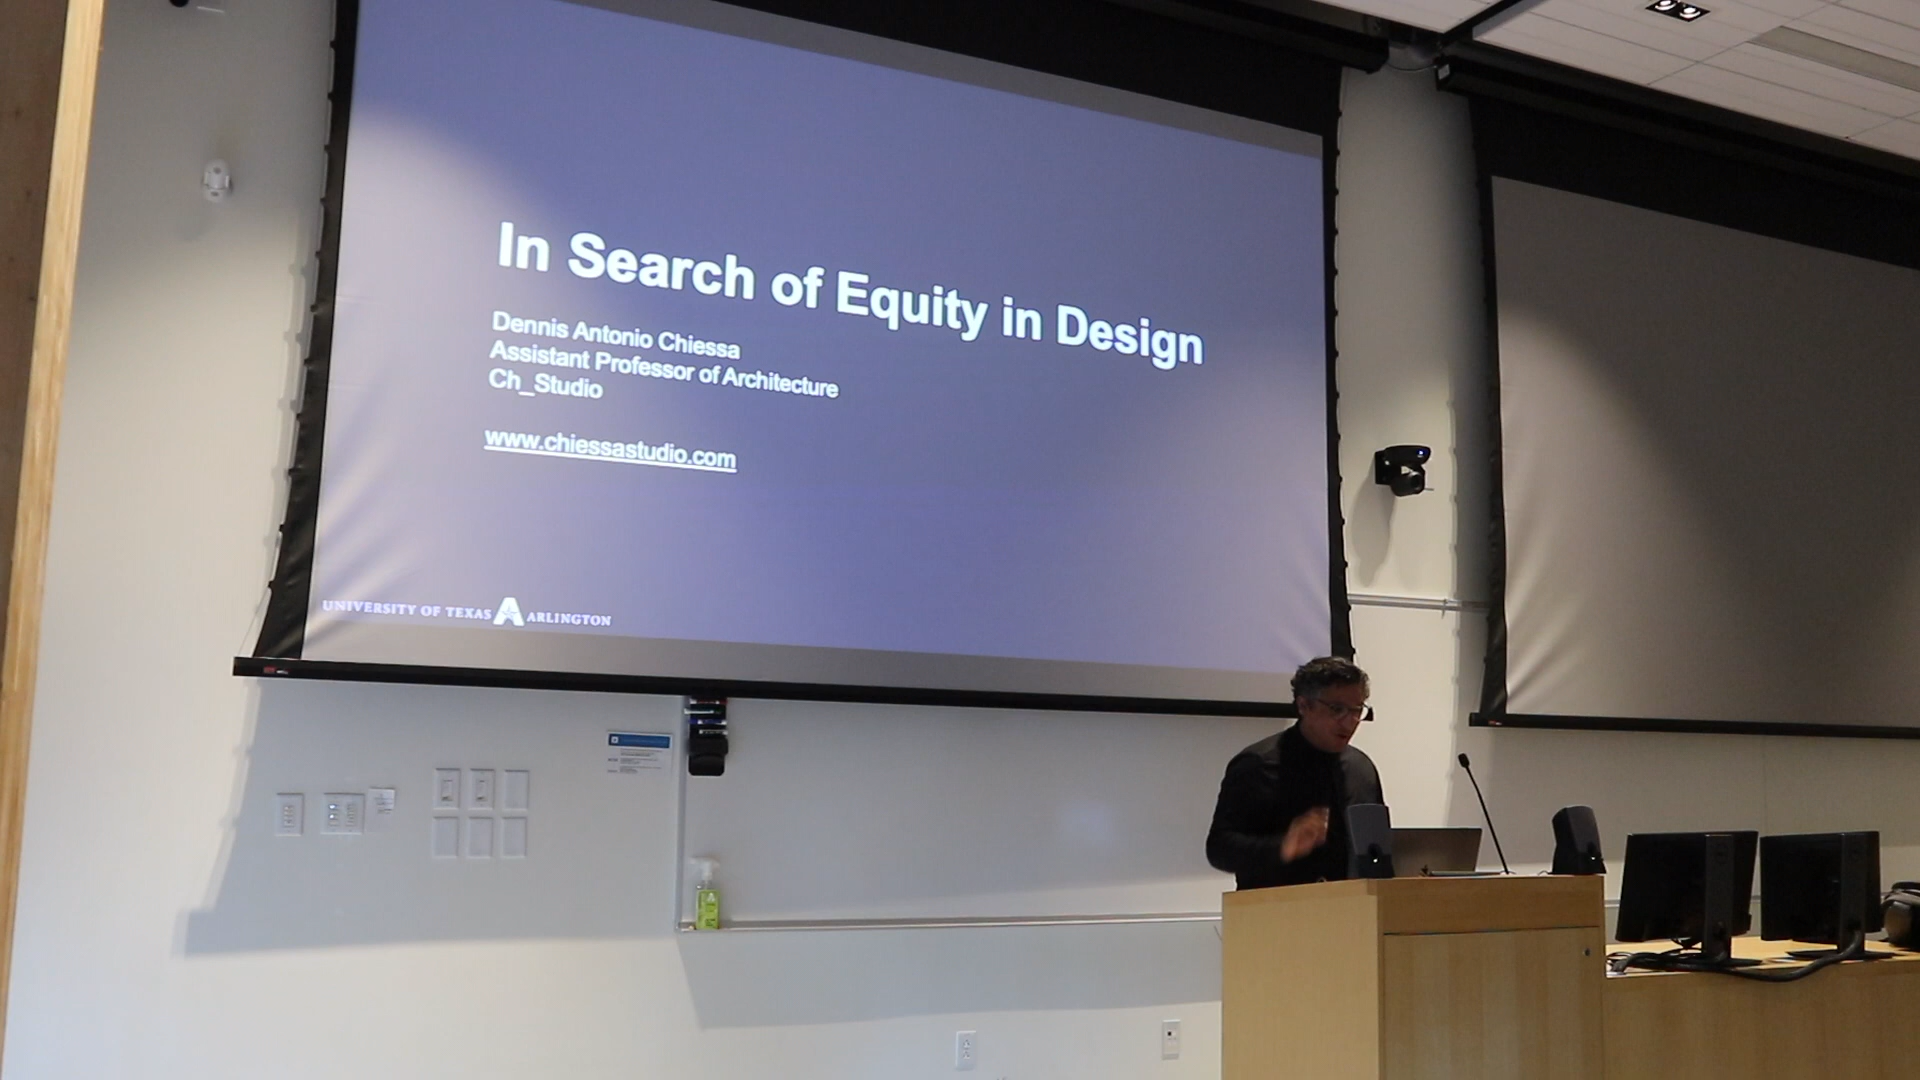 In Search of Equity in Design
Dennis Antonio Chiessa
Assistant Professor of Architecture
Ch_Studio
www.chiessastudio.com
UNIVERSITY OF TEXAS A ARLINGTON